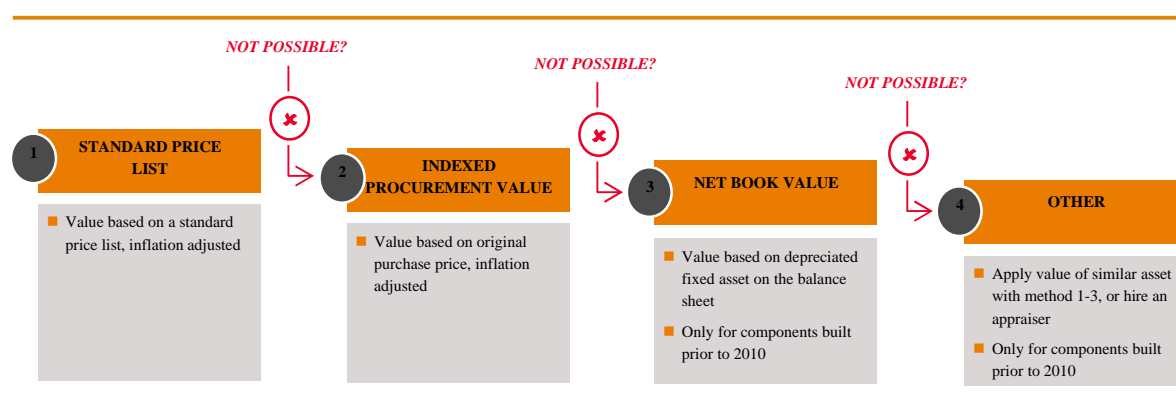 NOT POSSIBLE?
NOT POSSIBLE?
NOT POSSIBLE?
1
STANDARD PRICE
LIST
Value based on a standard
price list, inflation adjusted
2
INDEXED
PROCUREMENT VALUE
Value based on original
purchase price, inflation
adjusted
3
NET BOOK VALUE
Value based on depreciated
fixed asset on the balance
sheet
Only for components built
prior to 2010
4
OTHER
Apply value of similar asset
with method 1-3, or hire an
appraiser
Only for components built
prior to 2010